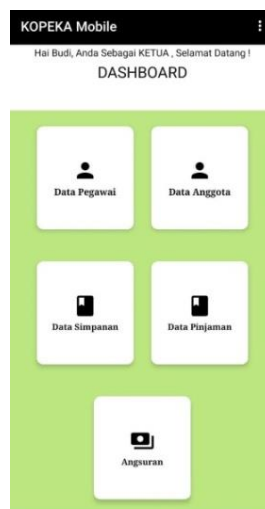 KOPEKA Mobile
Hai Budi, Anda Sebagai KETUA , Selamat Datang !
DASHBOARD
Data Pegawai
Data Anggota
Data Simpanan
Data Pinjaman
Angsuran